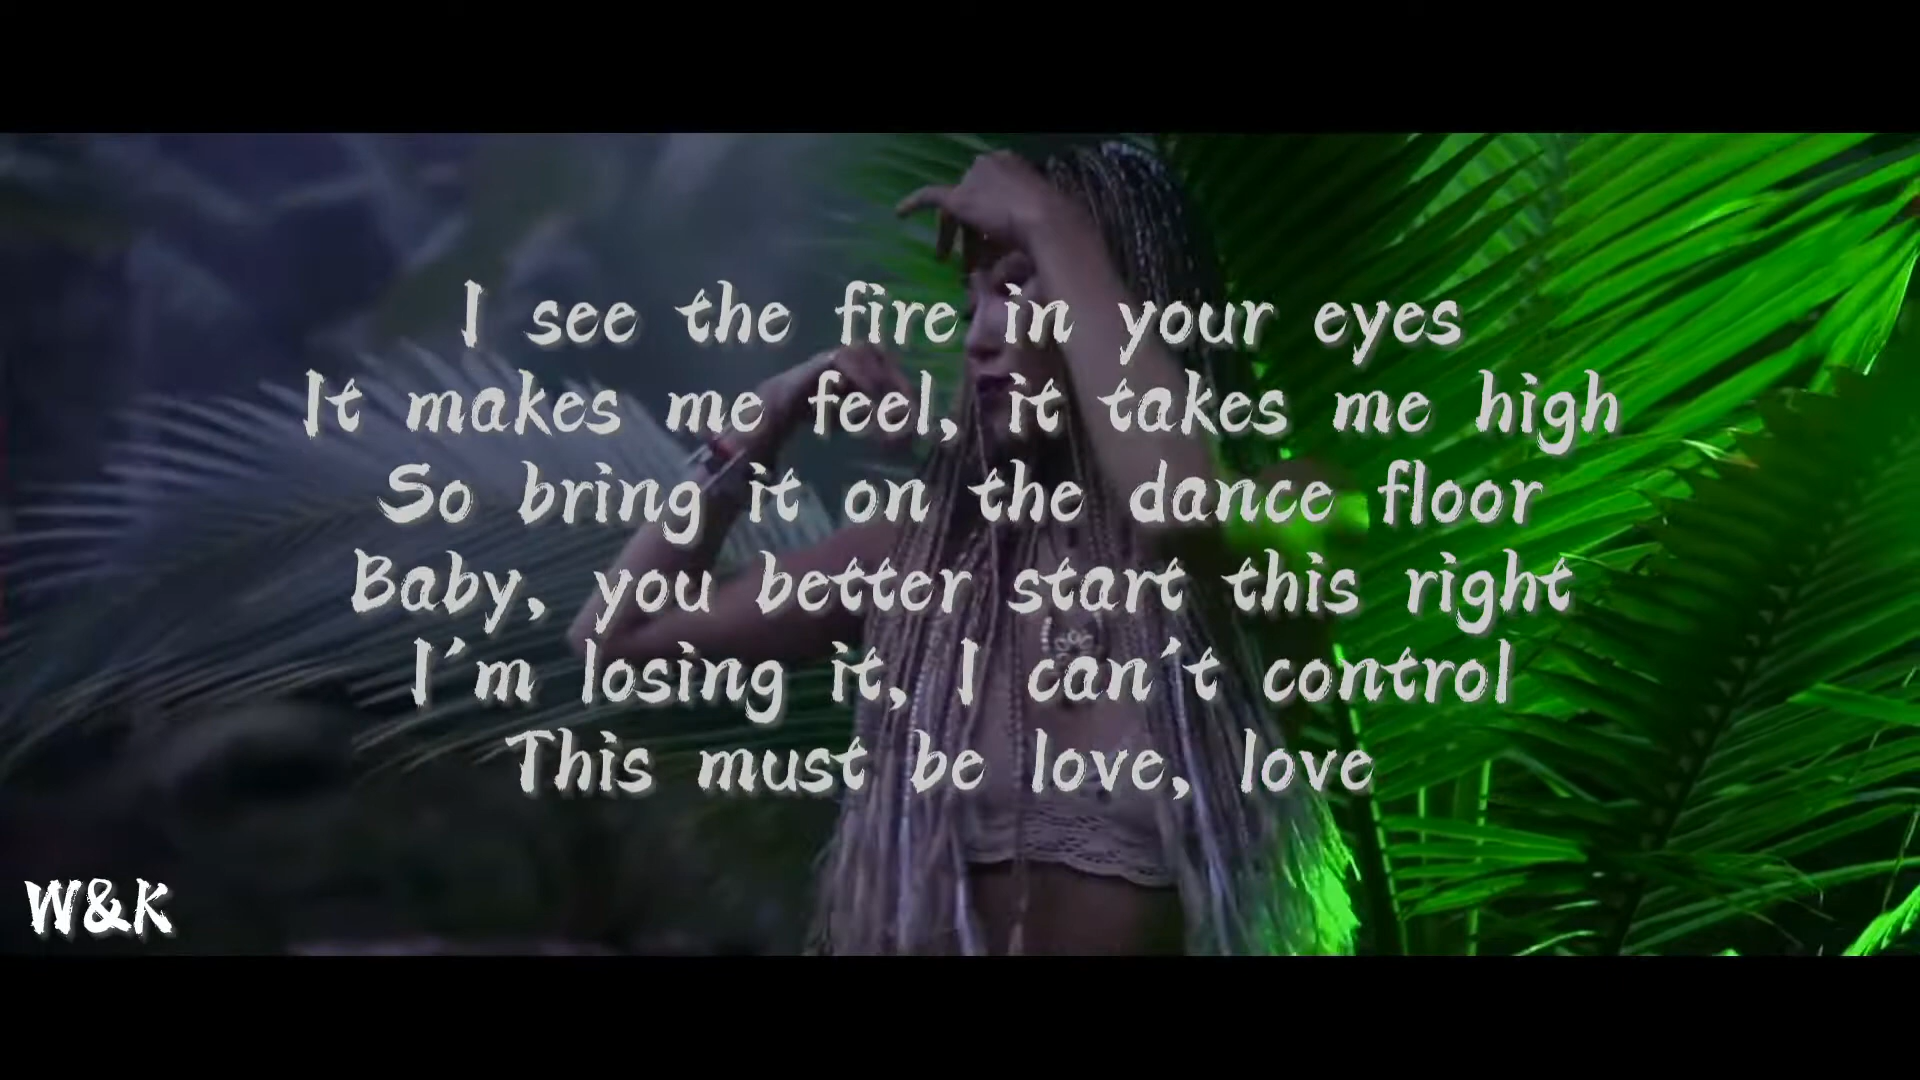 I see the fire in your eyes
It makes me feel, it takes me high
So bring it on the dance floor
Baby, you better start this right
I'm losing it, I can't control
This must be love, love
W&K